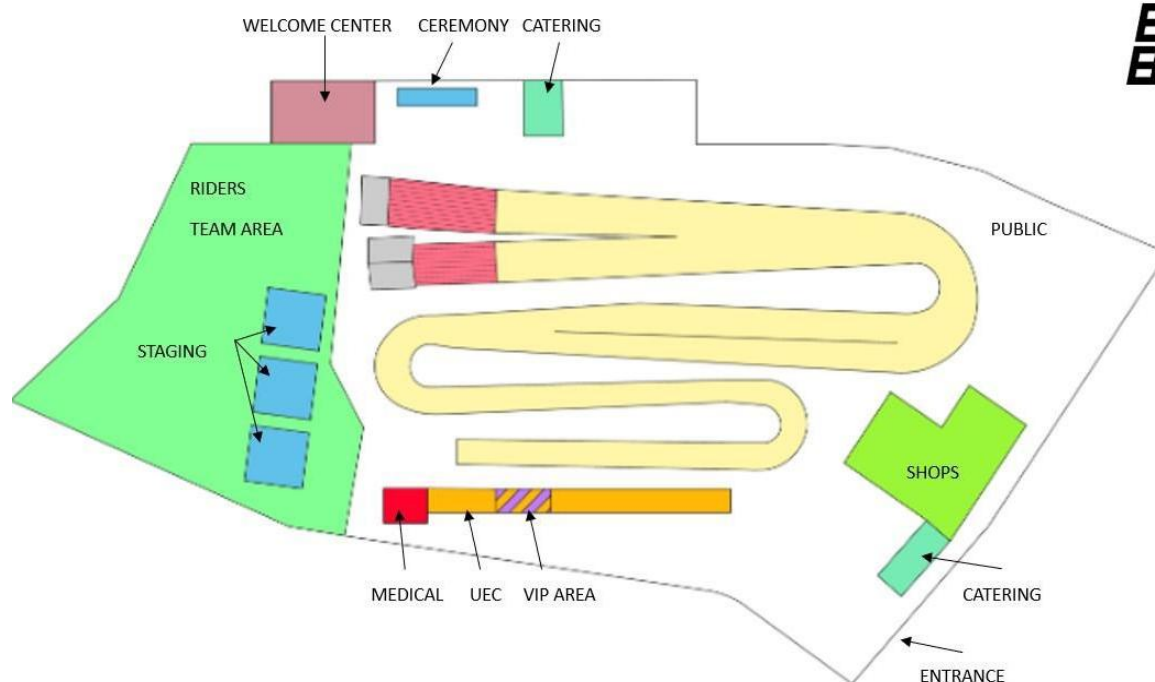 WELCOME CENTER
CEREMONY
CATERING
RIDERS
TEAM AREA
PUBLIC
STAGING
SHOPS
MEDICAL
UEC
VIP AREA
CATERING
ENTRANCE